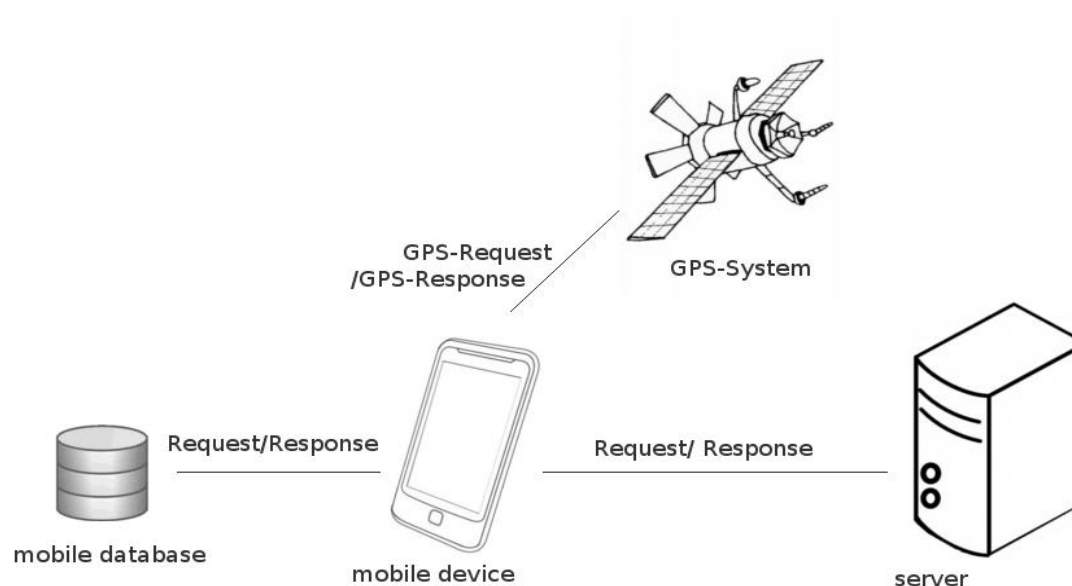 GPS-Request
/GPS-Response
GPS-System
Request/Response
Request/ Response
mobile database
mobile device
server